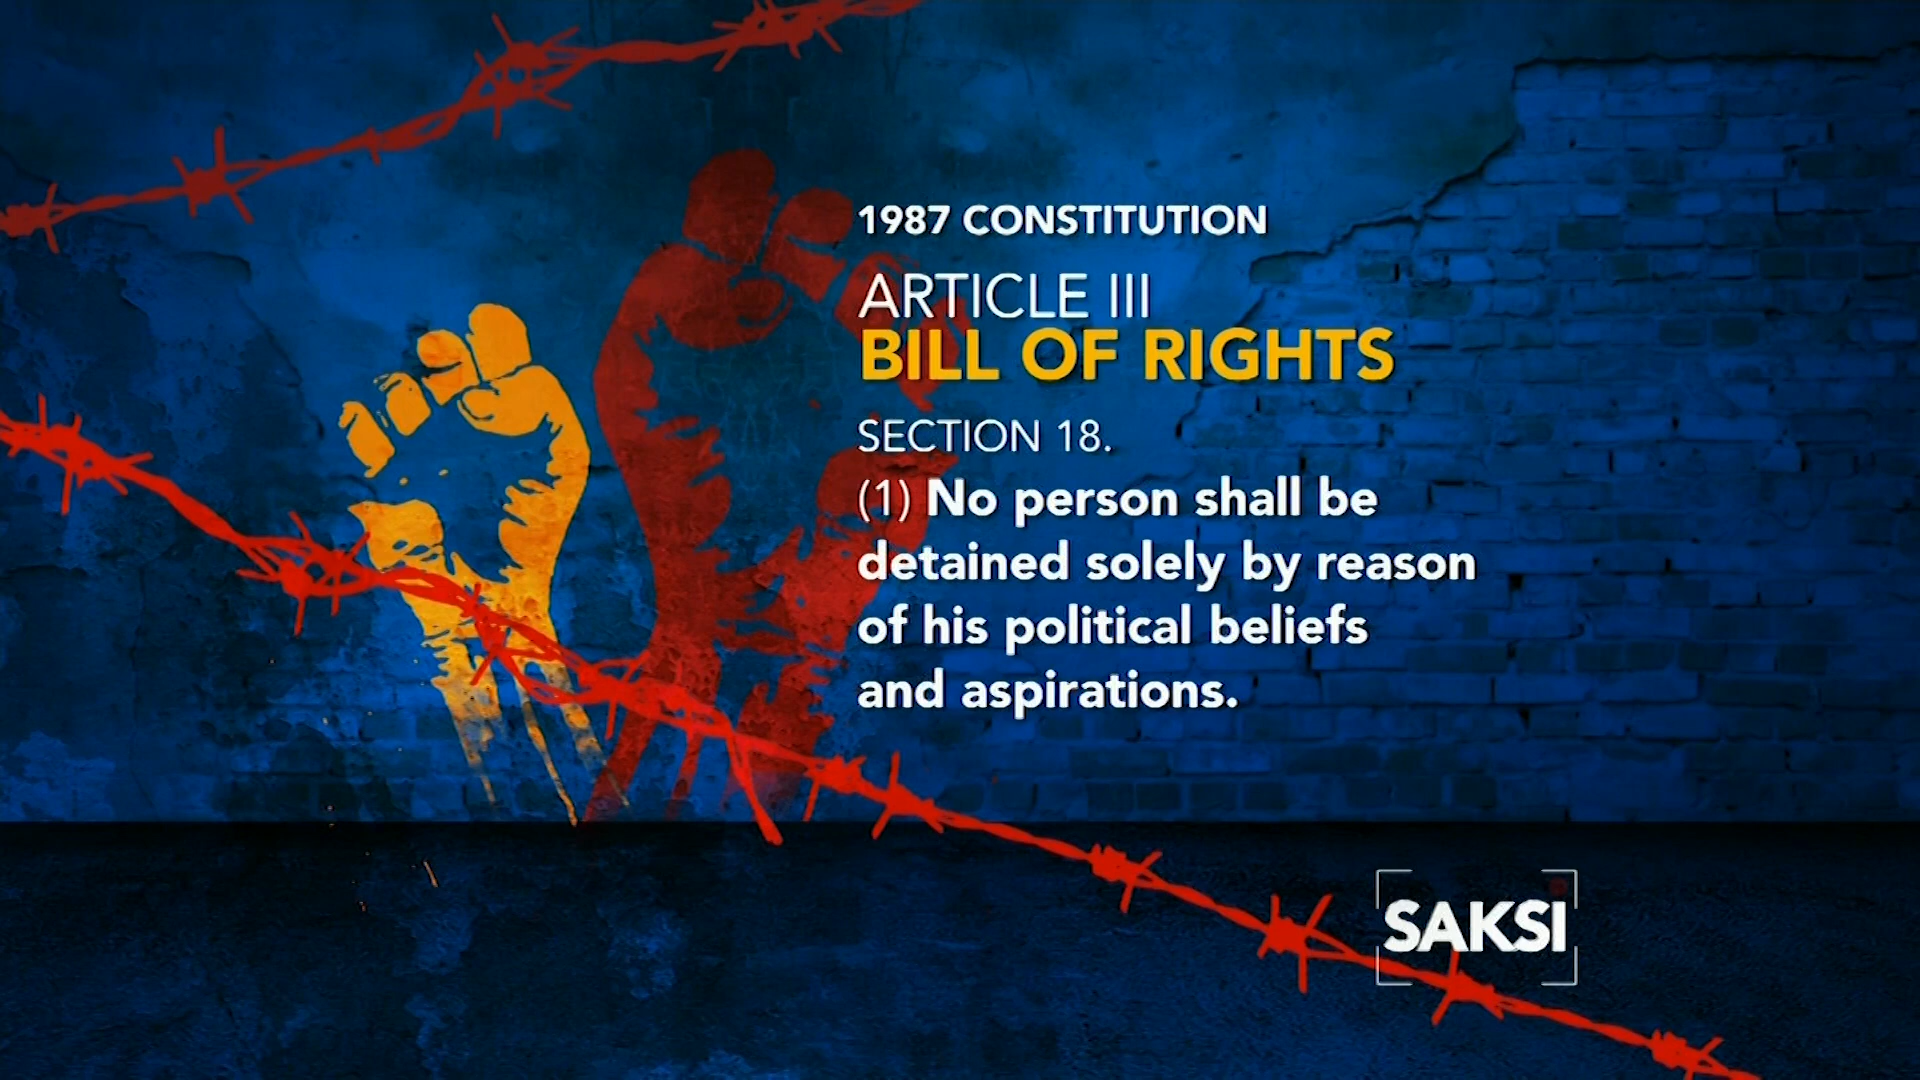 1987 CONSTITUTION
ARTICLE III
BILL OF RIGHTS
SECTION 18.
(1) No person shall be
detained solely by reason
of his political beliefs
and aspirations.
SAKSI